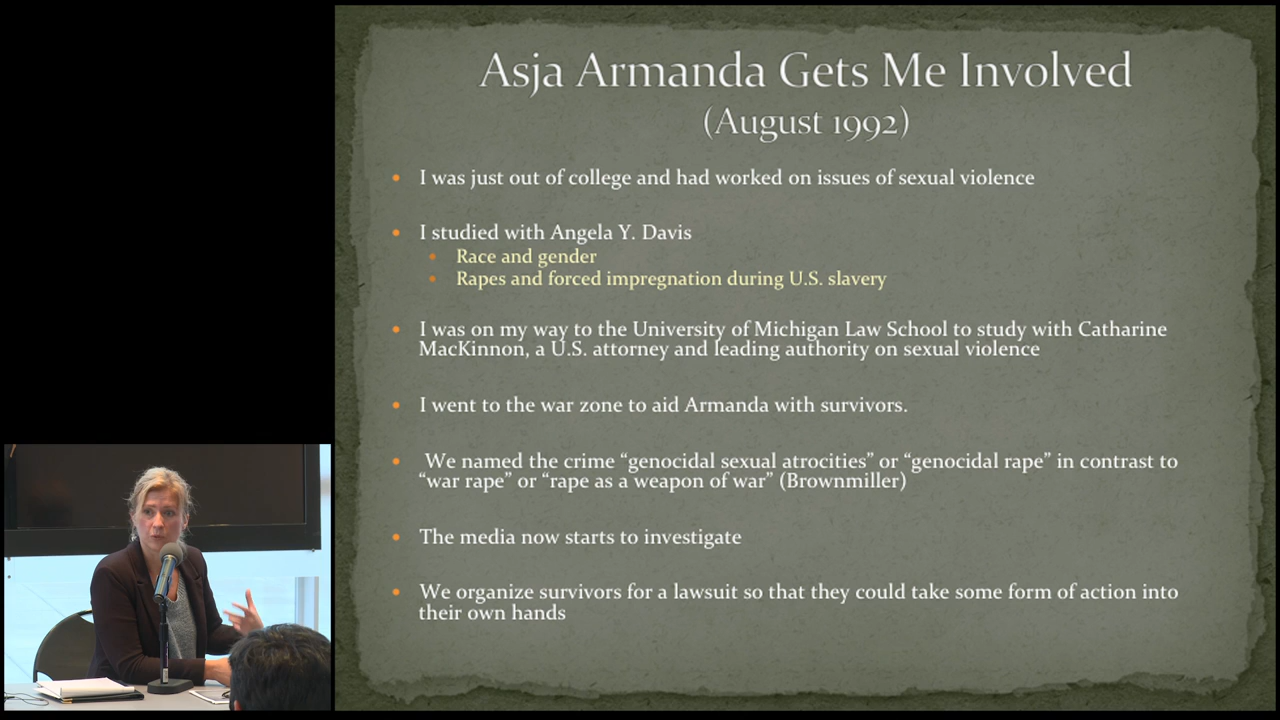 Asja Armanda Gets Me Involved
(August 1992)
• I was just out of college and had worked on issues of sexual violence
• I studied with Angela Y. Davis
• Race and gender
• Rapes and forced impregnation during U.S. slavery
• I was on my way to the University of Michigan Law School to study with Catharine
MacKinnon, a U.S. attorney and leading authority on sexual violence
• I went to the war zone to aid Armanda with survivors.
• We named the crime “genocidal sexual atrocities” or “genocidal rape” in contrast to
“war rape” or “rape as a weapon of war” (Brownmiller)
• The media now starts to investigate
• We organize survivors for a lawsuit so that they could take some form of action into
their own hands